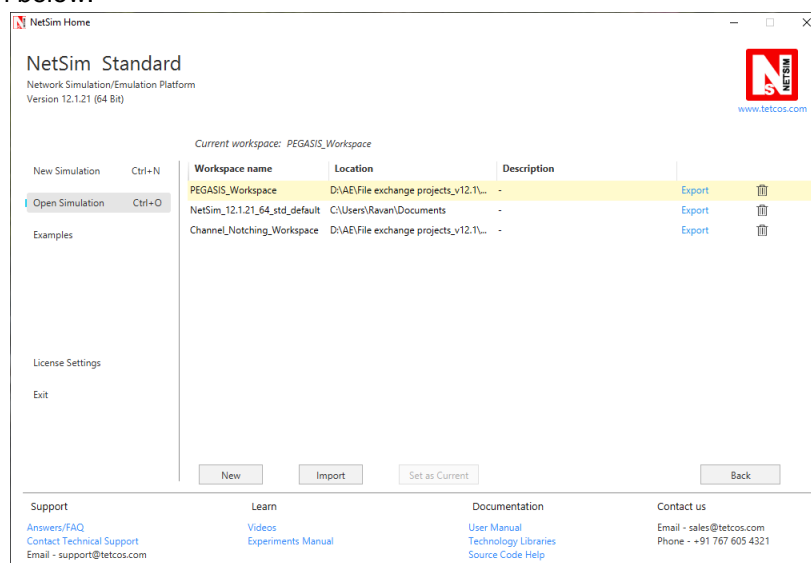 below.
NetSim Home
NetSim Standard
Network Simulation/Emulation Platform
Version 12.1.21 (64 Bit)
NS NETSIM
www.tetcos.com
Current workspace: PEGASIS_Workspace
New Simulation Ctrl+N
Open Simulation Ctrl+O
Examples
License Settings
Exit
Workspace name Location Description
PEGASIS_Workspace D:\AE\File exchange projects_v12.1\... - Export
NetSim_12.1.21_64_std_default C:\Users\Ravan\Documents - Export
Channel_Notching_Workspace D:\AE\File exchange projects_v12.1\... - Export
New Import Set as Current Back
Support Learn Documentation Contact us
Answers/FAQ Videos User Manual Email - sales@tetcos.com
Contact Technical Support Experiments Manual Technology Libraries Phone - +91 767 605 4321
Email - support@tetcos.com Source Code Help